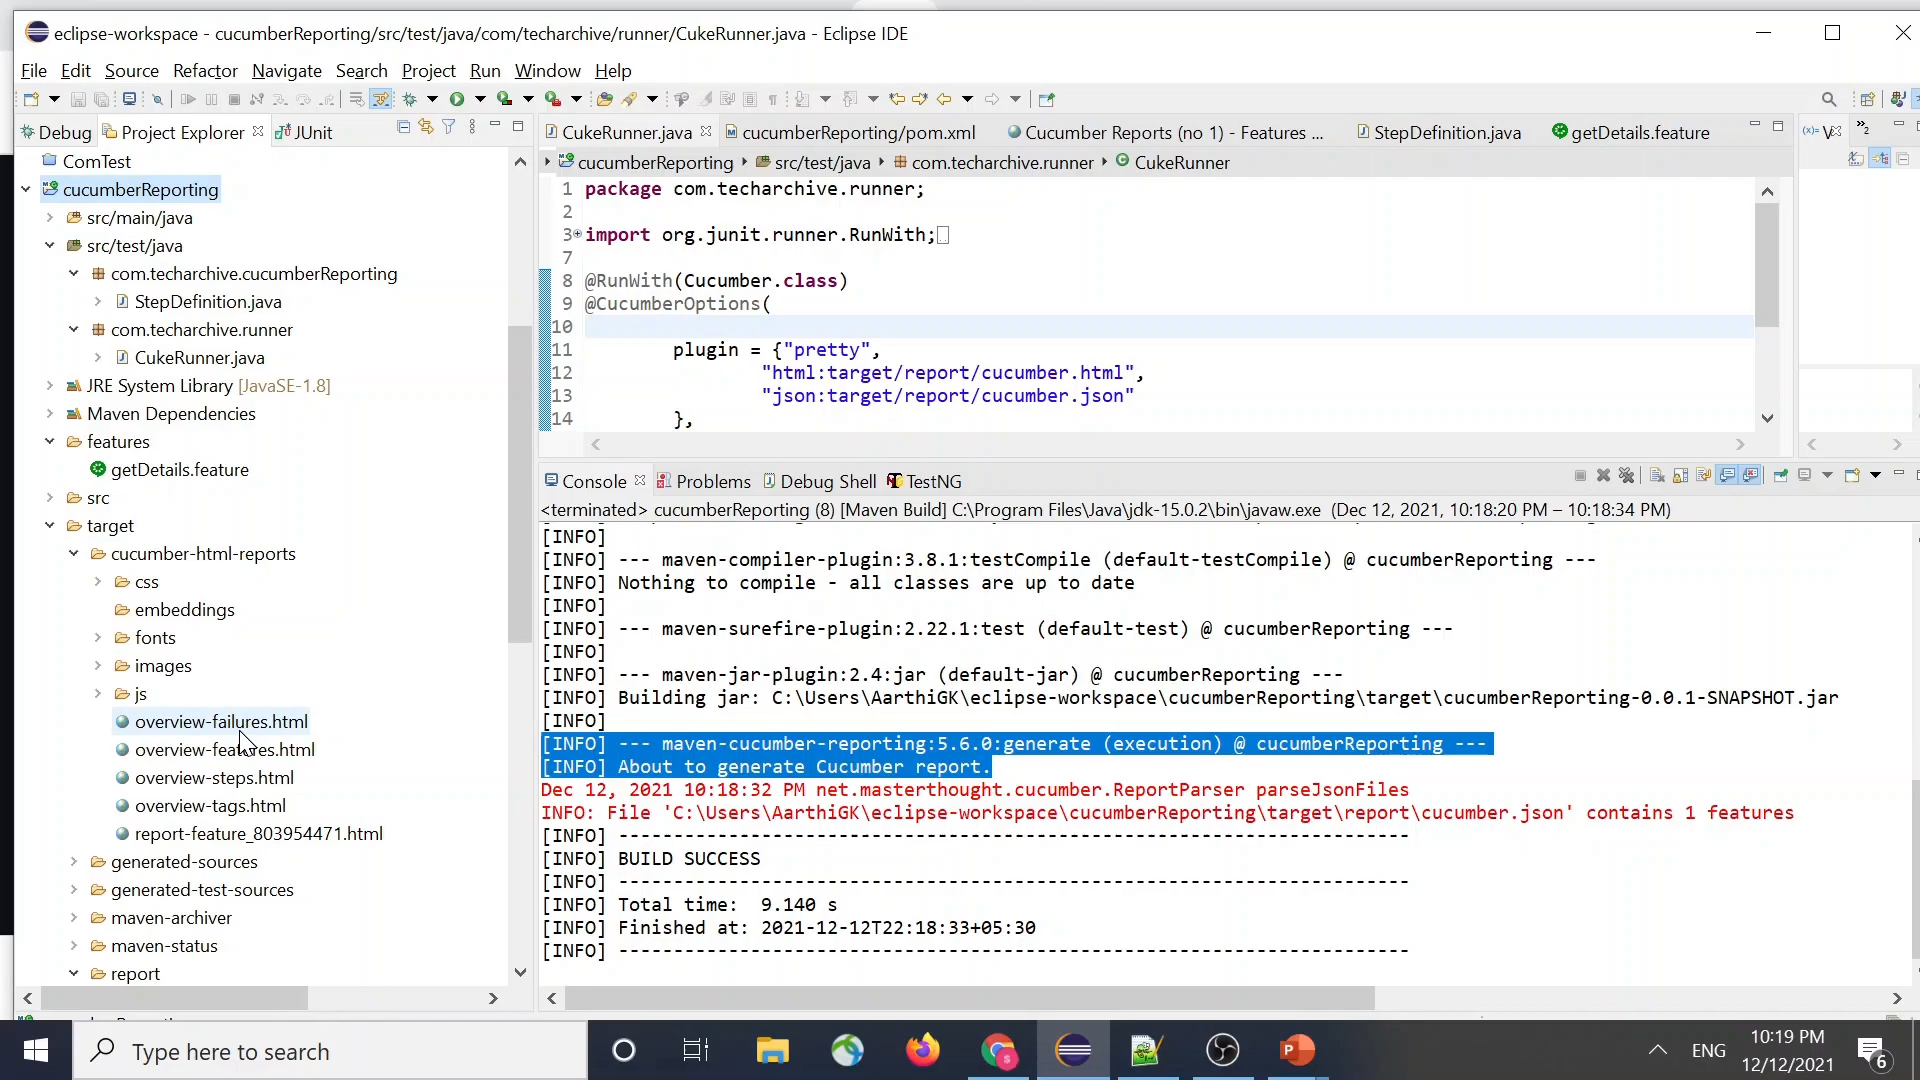 eclipse-workspace - cucumberReporting/src/test/java/com/techarchive/runner/CukeRunner.java - Eclipse IDE
File Edit Source Refactor Navigate Search Project Run Window Help
Debug Project Explorer JUnit
ComTest
cucumberReporting
src/main/java
src/test/java
com.techarchive.cucumberReporting
StepDefinition.java
com.techarchive.runner
CukeRunner.java
JRE System Library [JavaSE-1.8]
Maven Dependencies
features
getDetails.feature
src
target
cucumber-html-reports
css
embeddings
fonts
images
js
overview-failures.html
overview-features.html
overview-steps.html
overview-tags.html
report-feature_803954471.html
generated-sources
generated-test-sources
maven-archiver
maven-status
report
CukeRunner.java cucumberReporting/pom.xml Cucumber Reports (no 1) - Features ... StepDefinition.java getDetails.feature
cucumberReporting src/test/java com.techarchive.runner CukeRunner
1 package com.techarchive.runner;
2
3 import org.junit.runner.RunWith;
7
8 @RunWith(Cucumber.class)
9 @CucumberOptions(
10
11 plugin = {"pretty",
12 "html:target/report/cucumber.html",
13 "json:target/report/cucumber.json"
14 },
Console Problems Debug Shell TestNG
<terminated> cucumberReporting (8) [Maven Build] C:\Program Files\Java\jdk-15.0.2\bin\javaw.exe (Dec 12, 2021, 10:18:20 PM – 10:18:34 PM)
[INFO]
[INFO] --- maven-compiler-plugin:3.8.1:testCompile (default-testCompile) @ cucumberReporting ---
[INFO] Nothing to compile - all classes are up to date
[INFO]
[INFO] --- maven-surefire-plugin:2.22.1:test (default-test) @ cucumberReporting ---
[INFO]
[INFO] --- maven-jar-plugin:2.4:jar (default-jar) @ cucumberReporting ---
[INFO] Building jar: C:\Users\AarthiGK\eclipse-workspace\cucumberReporting\target\cucumberReporting-0.0.1-SNAPSHOT.jar
[INFO]
[INFO] --- maven-cucumber-reporting:5.6.0:generate (execution) @ cucumberReporting ---
[INFO] About to generate Cucumber report.
Dec 12, 2021 10:18:32 PM net.masterthought.cucumber.ReportParser parseJsonFiles
INFO: File 'C:\Users\AarthiGK\eclipse-workspace\cucumberReporting\target\report\cucumber.json' contains 1 features
[INFO] ------------------------------------------------------------------------
[INFO] BUILD SUCCESS
[INFO] ------------------------------------------------------------------------
[INFO] Total time:  9.140 s
[INFO] Finished at: 2021-12-12T22:18:33+05:30
[INFO] ------------------------------------------------------------------------
Type here to search
ENG
10:19 PM
12/12/2021
6